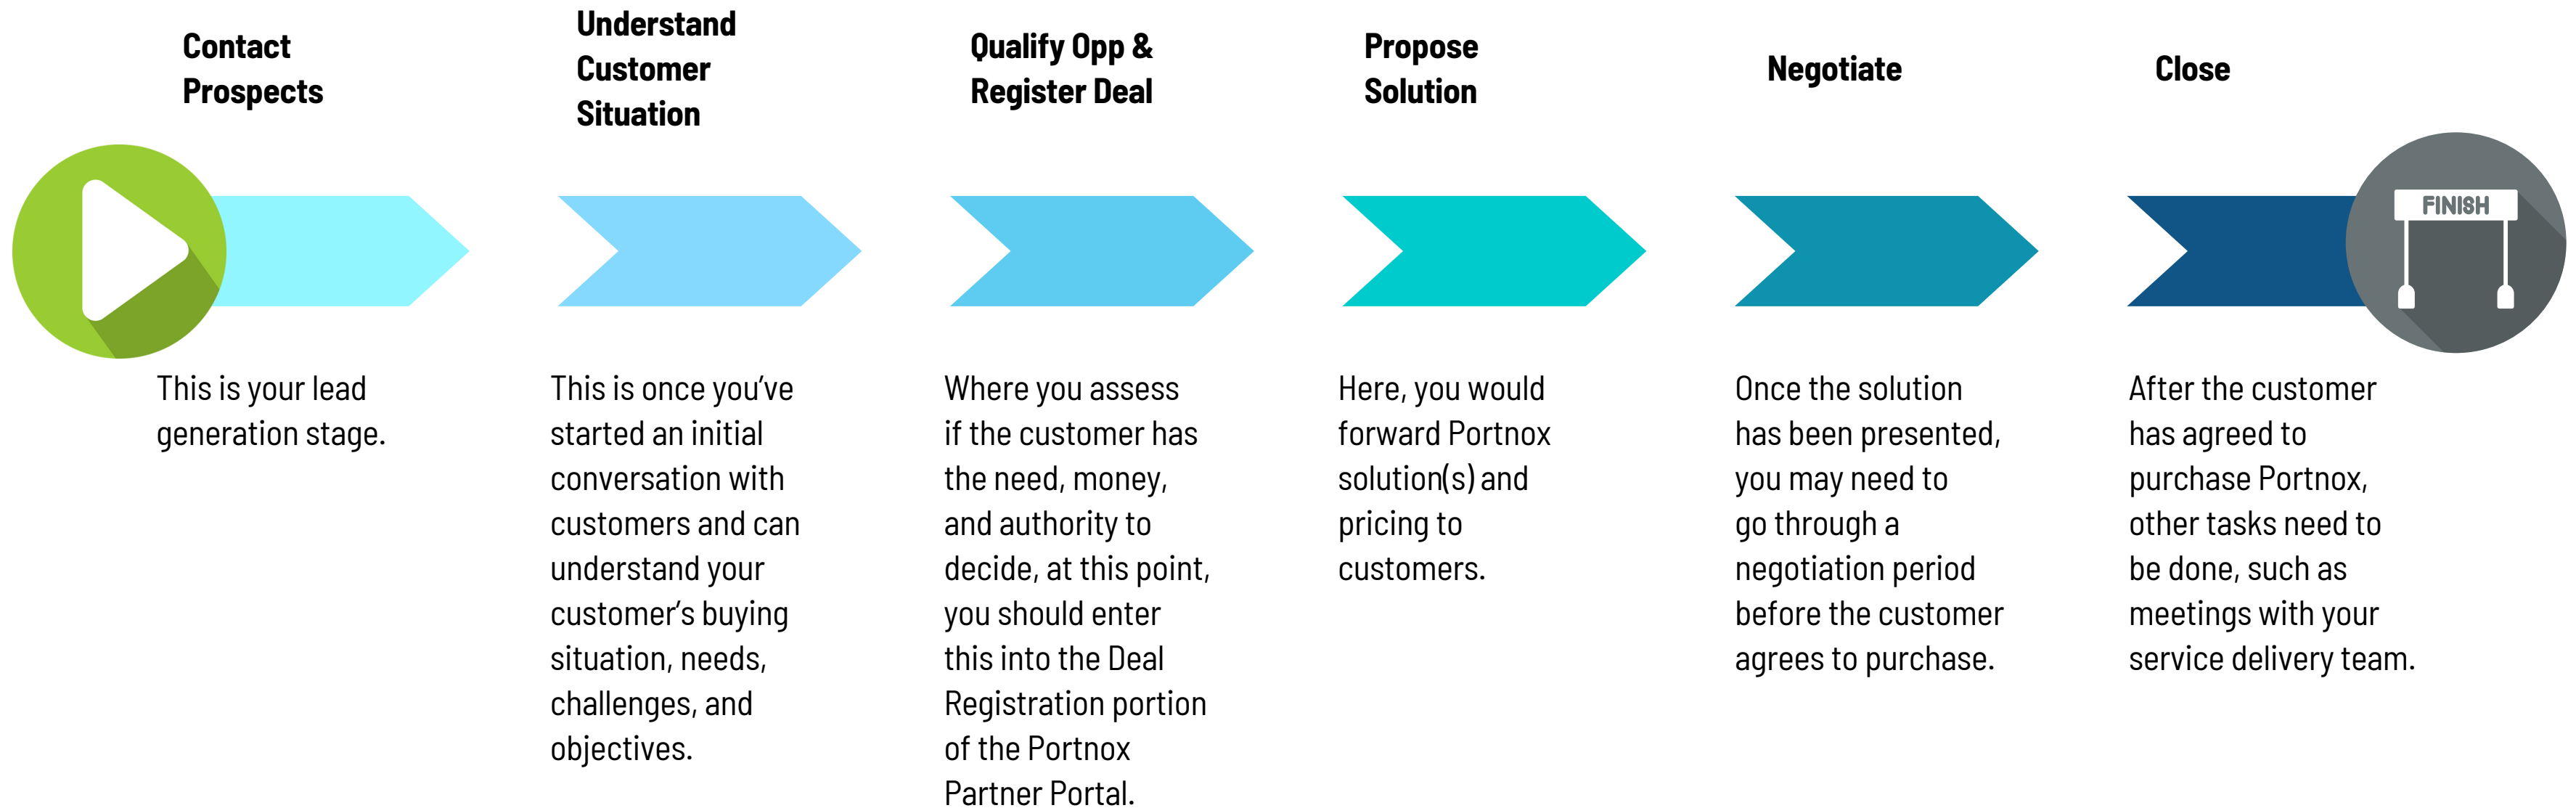 Contact
Prospects
Understand
Customer
Situation
Qualify Opp &
Register Deal
Propose
Solution
Negotiate
Close
FINISH
This is your lead
generation stage.
This is once you’ve
started an initial
conversation with
customers and can
understand your
customer’s buying
situation, needs,
challenges, and
objectives.
Where you assess
if the customer has
the need, money,
and authority to
decide, at this point,
you should enter
this into the Deal
Registration portion
of the Portnox
Partner Portal.
Here, you would
forward Portnox
solution(s) and
pricing to
customers.
Once the solution
has been presented,
you may need to
go through a
negotiation period
before the customer
agrees to purchase.
After the customer
has agreed to
purchase Portnox,
other tasks need to
be done, such as
meetings with your
service delivery team.